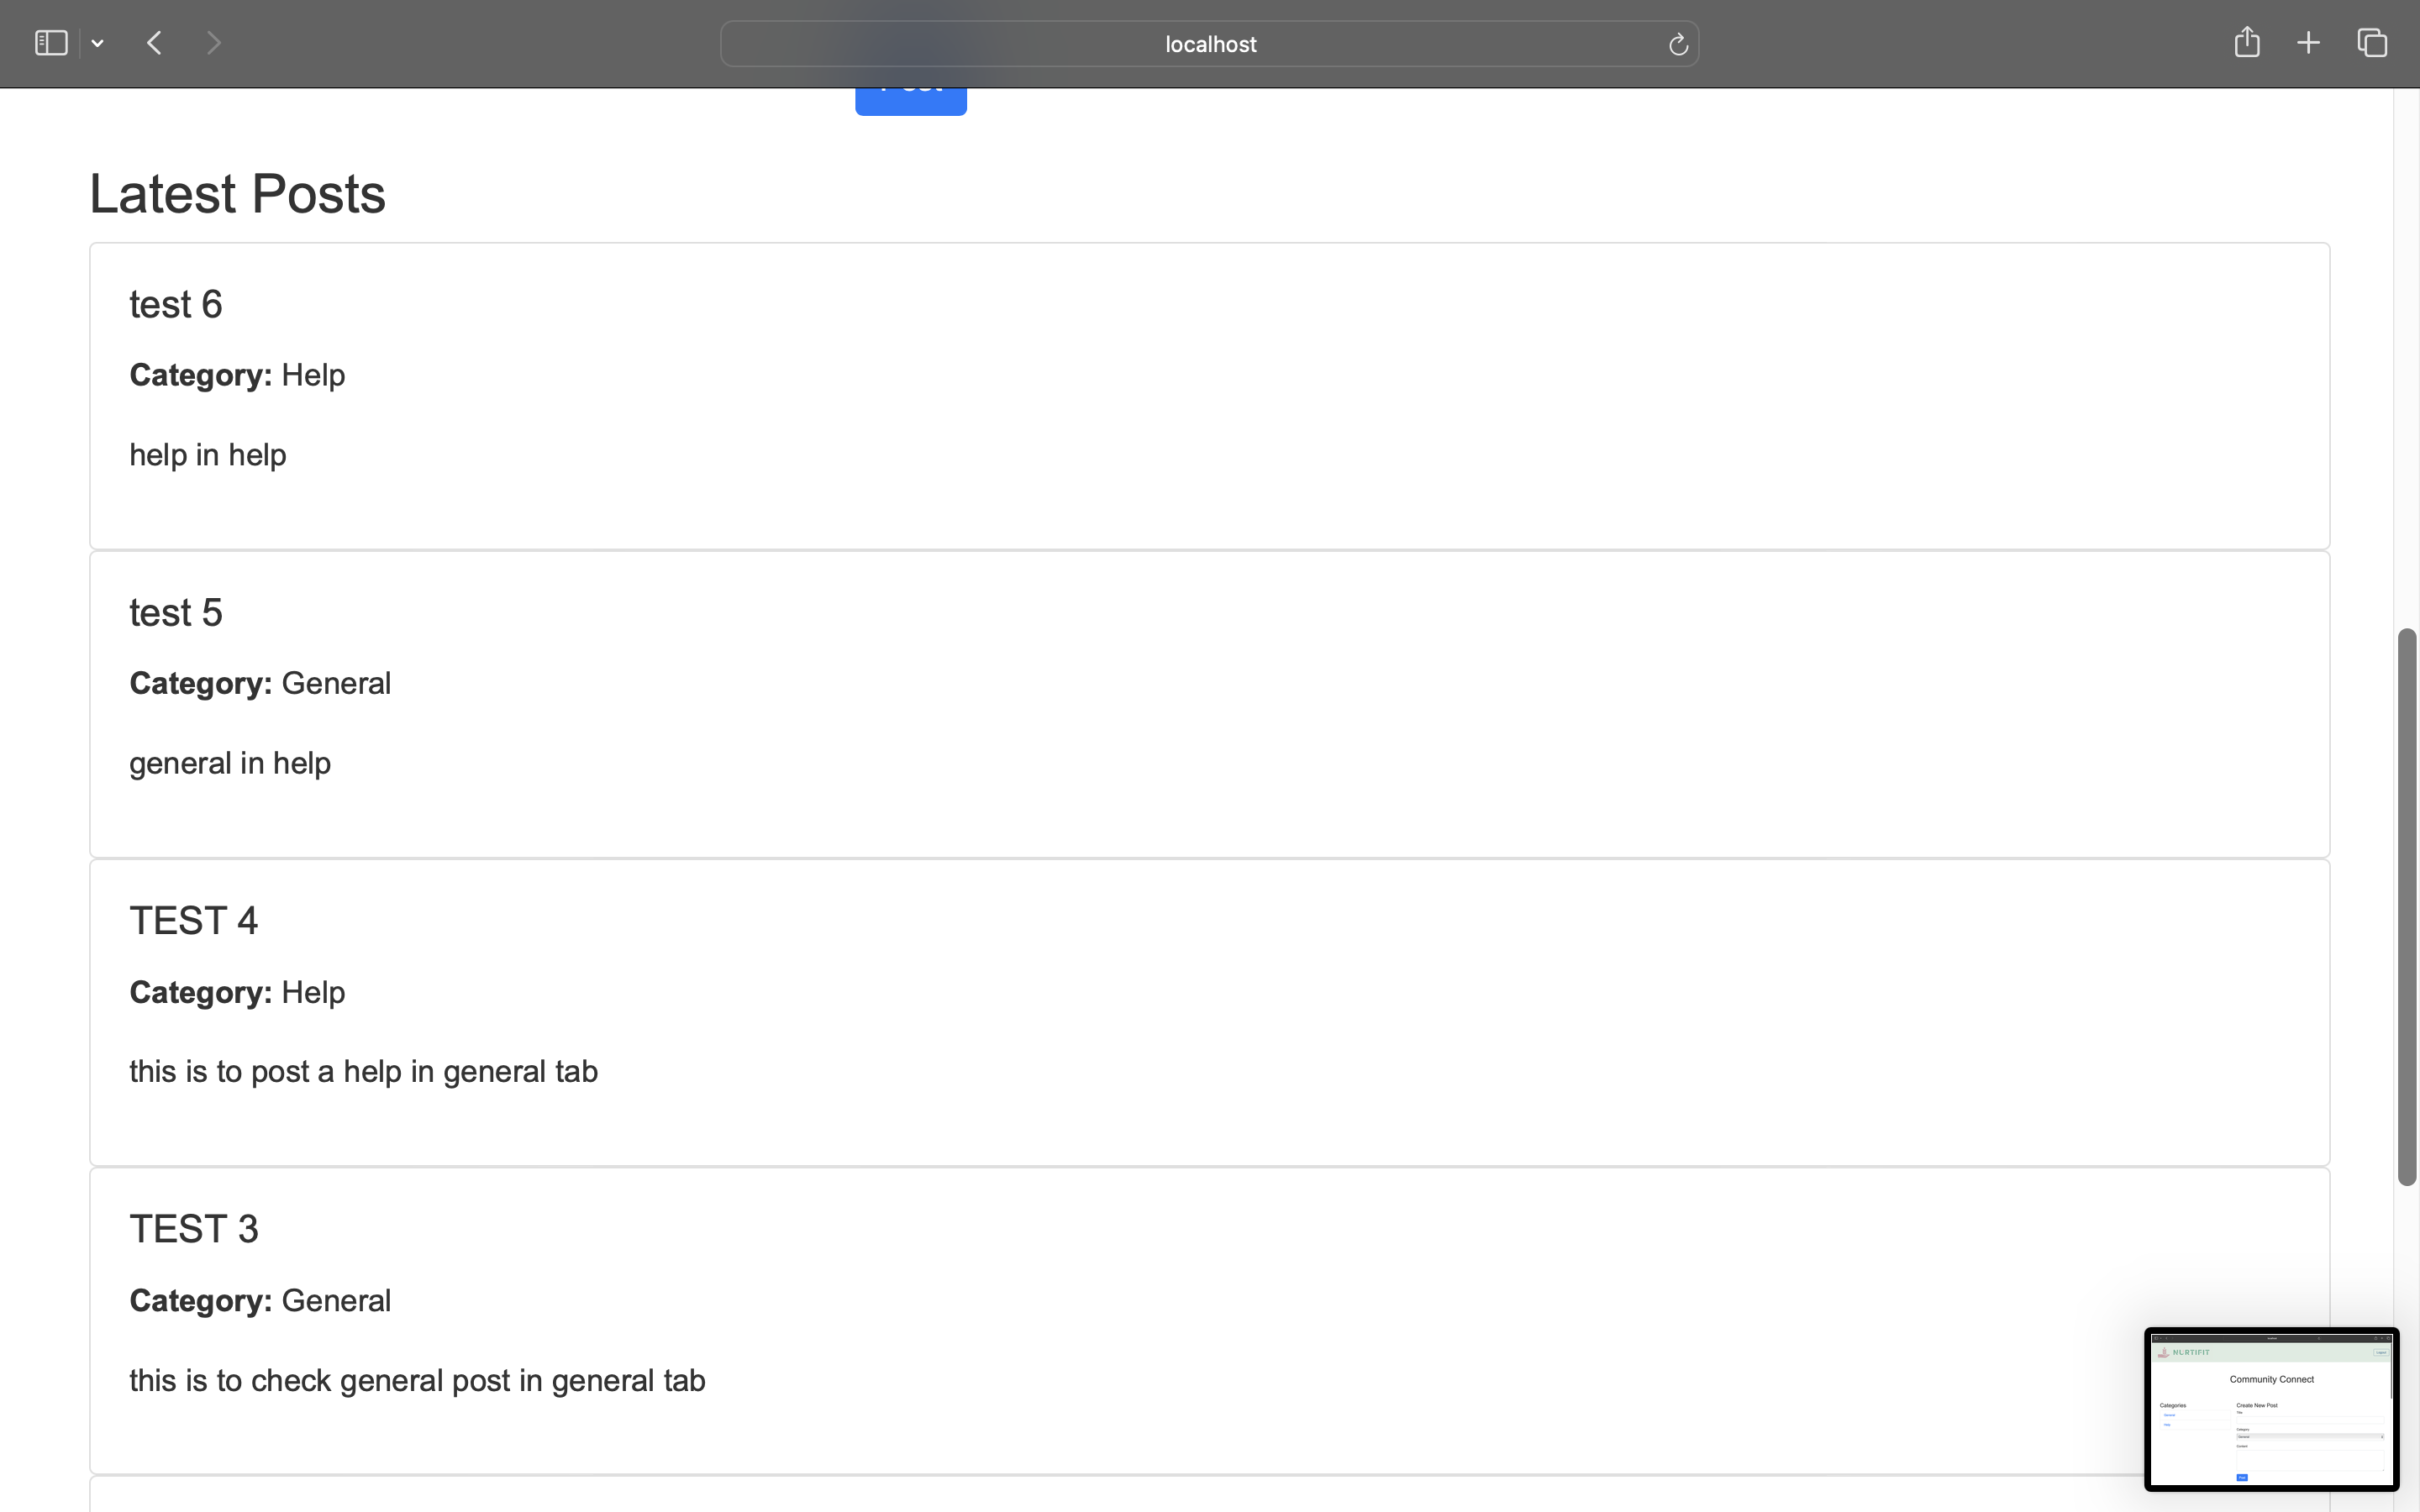 localhost
Post
Latest Posts
test 6
Category: Help
help in help
test 5
Category: General
general in help
TEST 4
Category: Help
this is to post a help in general tab
TEST 3
Category: General
this is to check general post in general tab
NURTIFIT
Community Connect
Categories
Create New Post